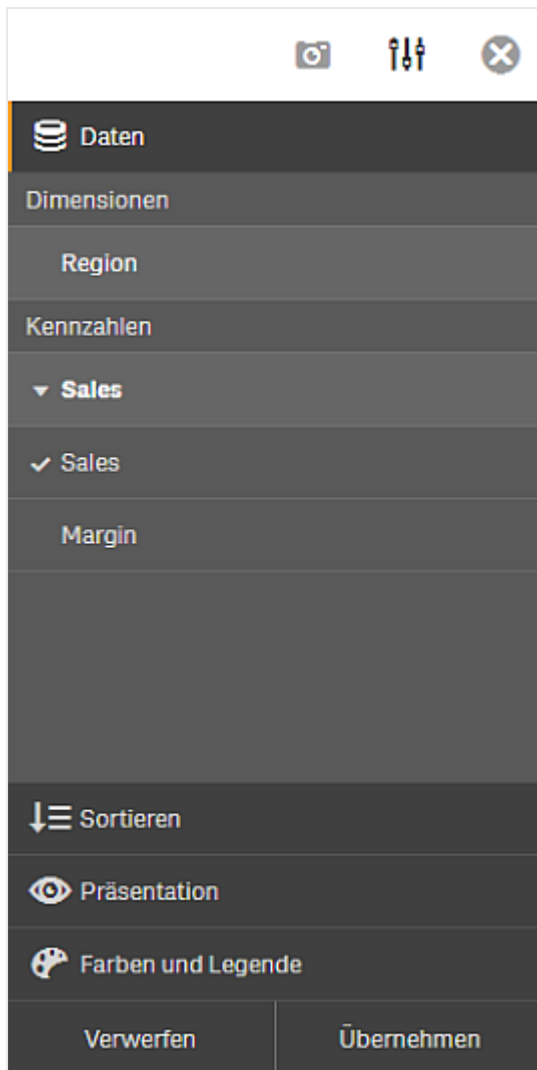 Daten
Dimensionen
Region
Kennzahlen
Sales
Sales
Margin
Sortieren
Präsentation
Farben und Legende
Verwerfen Übernehmen